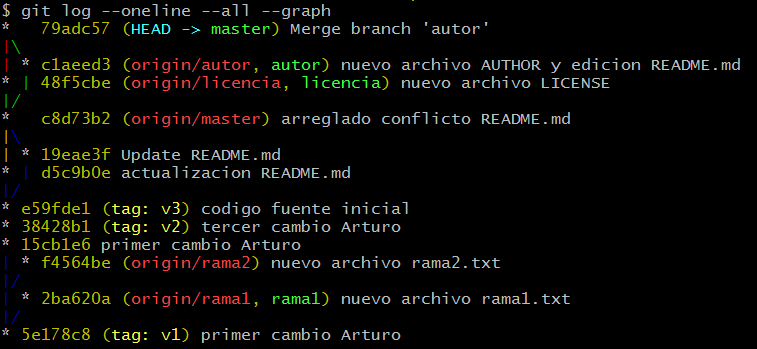 $ git log --oneline --all --graph
*   79adc57 (HEAD -> master) Merge branch 'autor'
|\
| * c1aeed3 (origin/autor, autor) nuevo archivo AUTHOR y edicion README.md
* | 48f5cbe (origin/licencia, licencia) nuevo archivo LICENSE
|/
*   c8d73b2 (origin/master) arreglado conflicto README.md
|\
| * 19eae3f Update README.md
* | d5c9b0e actualizacion README.md
|/
* e59fde1 (tag: v3) codigo fuente inicial
* 38428b1 (tag: v2) tercer cambio Arturo
* 15cb1e6 primer cambio Arturo
| * f4564be (origin/rama2) nuevo archivo rama2.txt
|/
| * 2ba620a (origin/rama1, rama1) nuevo archivo rama1.txt
|/
* 5e178c8 (tag: v1) primer cambio Arturo